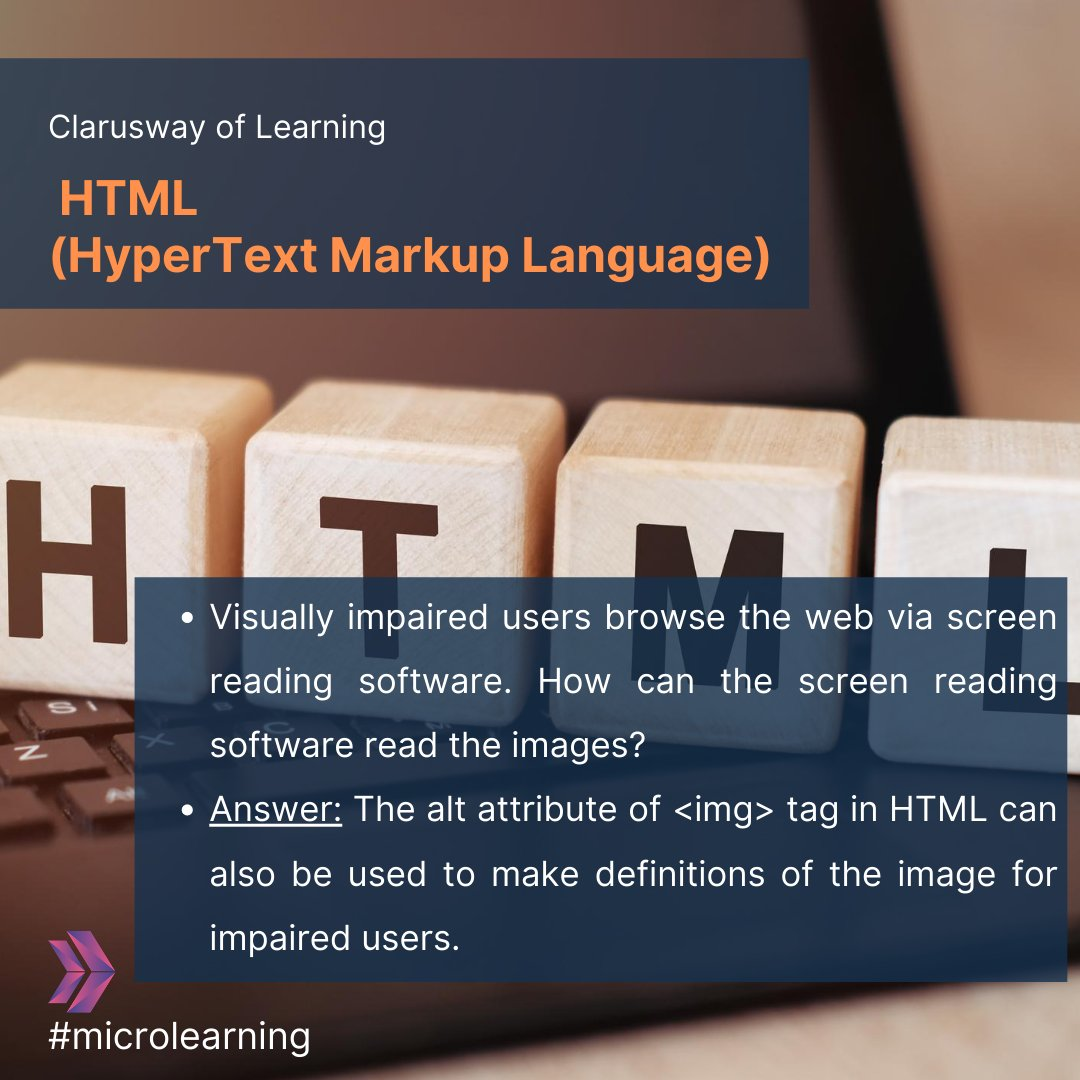 Clarusway of Learning
HTML
(HyperText Markup Language)
H T M L
• Visually impaired users browse the web via screen
reading software. How can the screen reading
software read the images?
• Answer: The alt attribute of <img> tag in HTML can
also be used to make definitions of the image for
impaired users.
Z X C
#microlearning